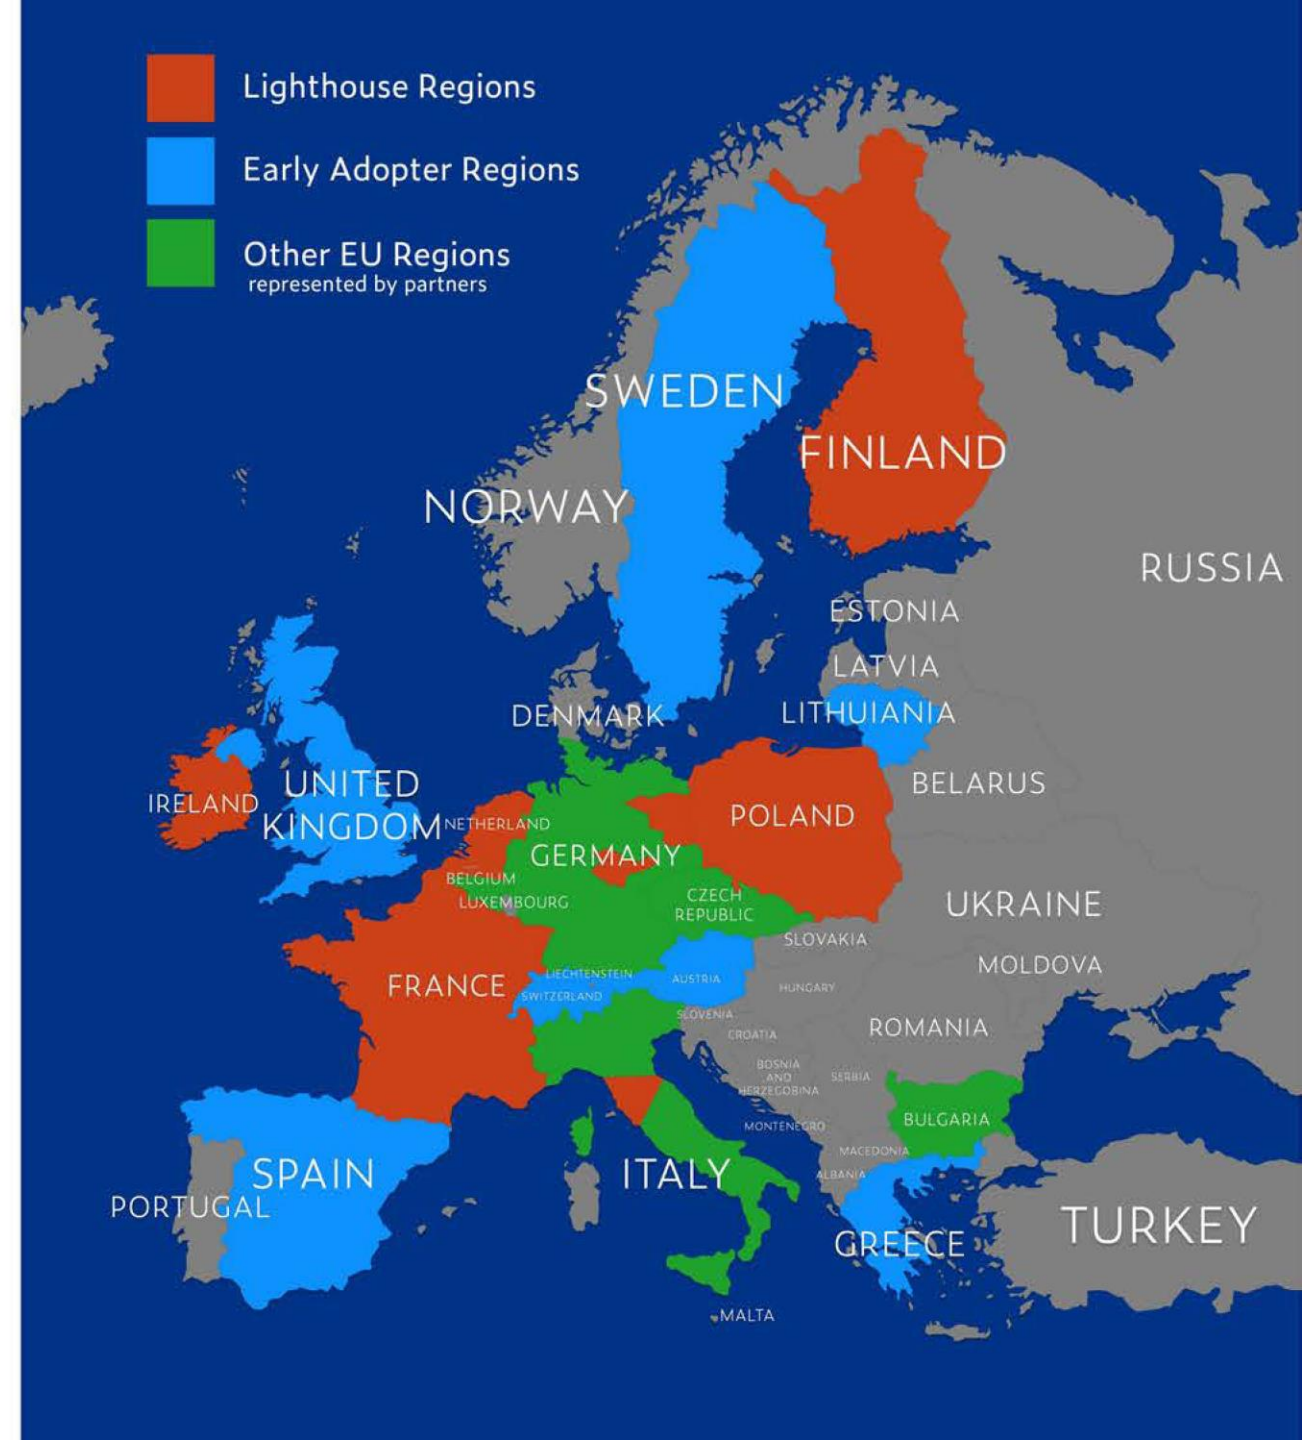 Lighthouse Regions
Early Adopter Regions
Other EU Regions
represented by partners
SWEDEN
FINLAND
NORWAY
RUSSIA
ESTONIA
LATVIA
LITHUIANIA
DENMARK
BELARUS
UNITED
KINGDOM
IRELAND
NETHERLAND
POLAND
GERMANY
BELGIUM
LUXEMBOURG
CZECH
REPUBLIC
UKRAINE
SLOVAKIA
MOLDOVA
FRANCE
LIECHTENSTEIN
SWITZERLAND
AUSTRIA
HUNGARY
SLOVENIA
CROATIA
ROMANIA
BOSNIA
AND
HERZEGOBINA
SERBIA
MONTENEGRO
BULGARIA
MACEDONIA
ALBANIA
SPAIN
PORTUGAL
ITALY
GREECE
TURKEY
MALTA